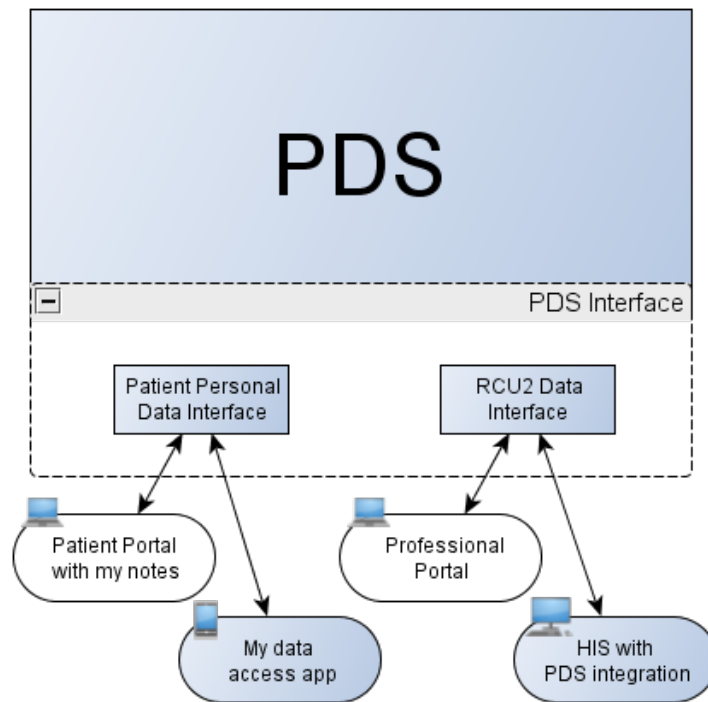 PDS
PDS Interface
Patient Personal
Data Interface
RCU2 Data
Interface
Patient Portal
with my notes
Professional
Portal
My data
access app
HIS with
PDS integration